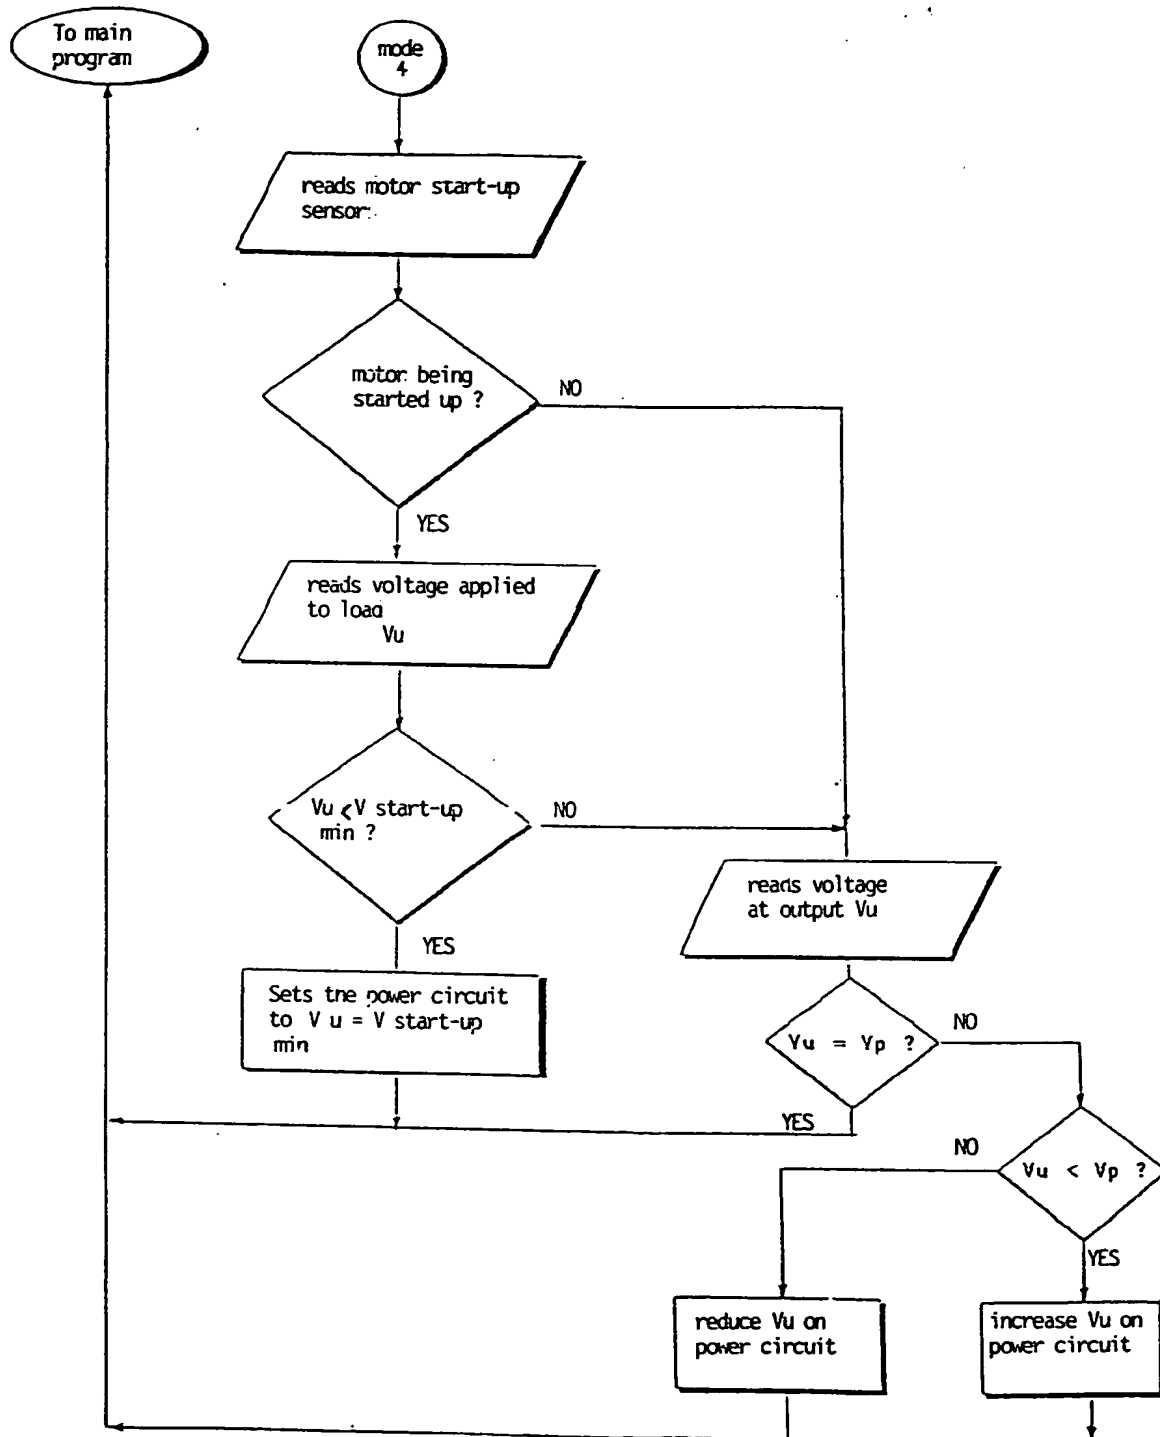 To main
program
mode
4
reads motor start-up
sensor
motor being
started up ?
NO
YES
reads voltage applied
to load
Vu
Vu < V start-up
min ?
NO
YES
Sets the power circuit
to V u = V start-up
min
reads voltage
at output Vu
Vu = Vp ?
NO
YES
Vu < Vp ?
NO
YES
reduce Vu on
power circuit
increase Vu on
power circuit